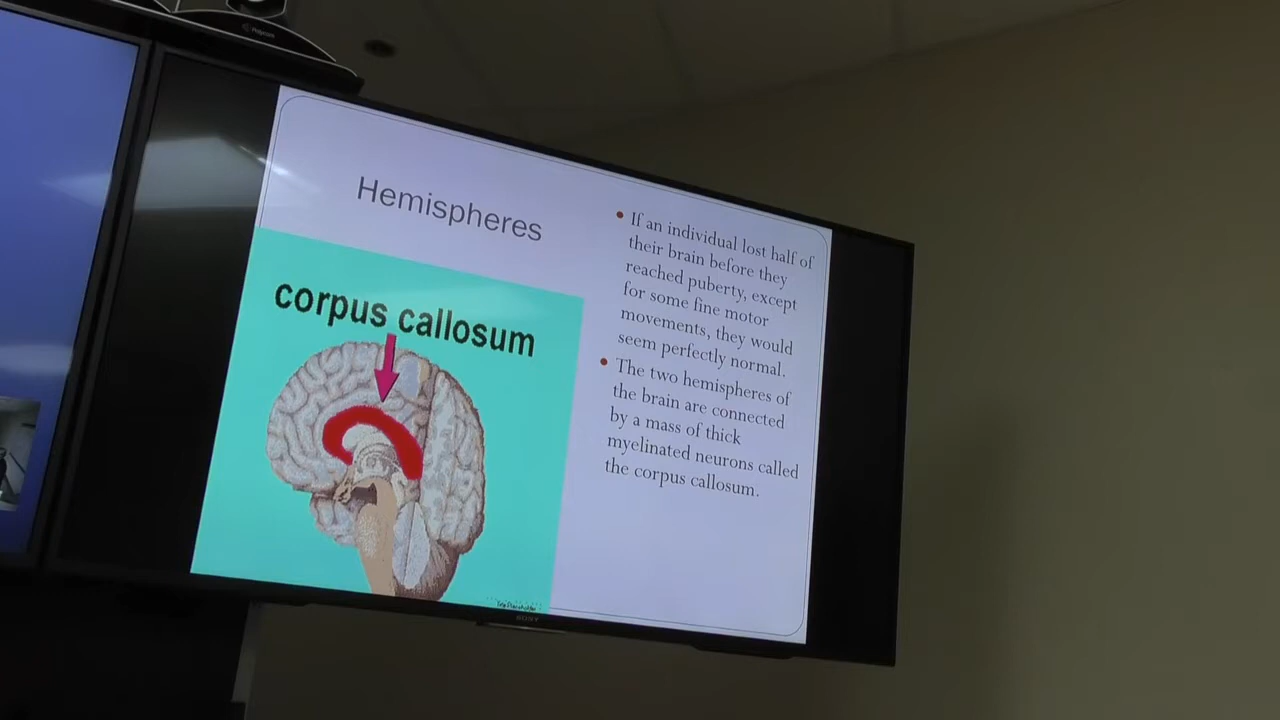 Polycom
Hemispheres
corpus callosum
If an individual lost half of
their brain before they
reached puberty, except
for some fine motor
movements, they would
seem perfectly normal.
The two hemispheres of
the brain are connected
by a mass of thick
myelinated neurons called
the corpus callosum.
SONY